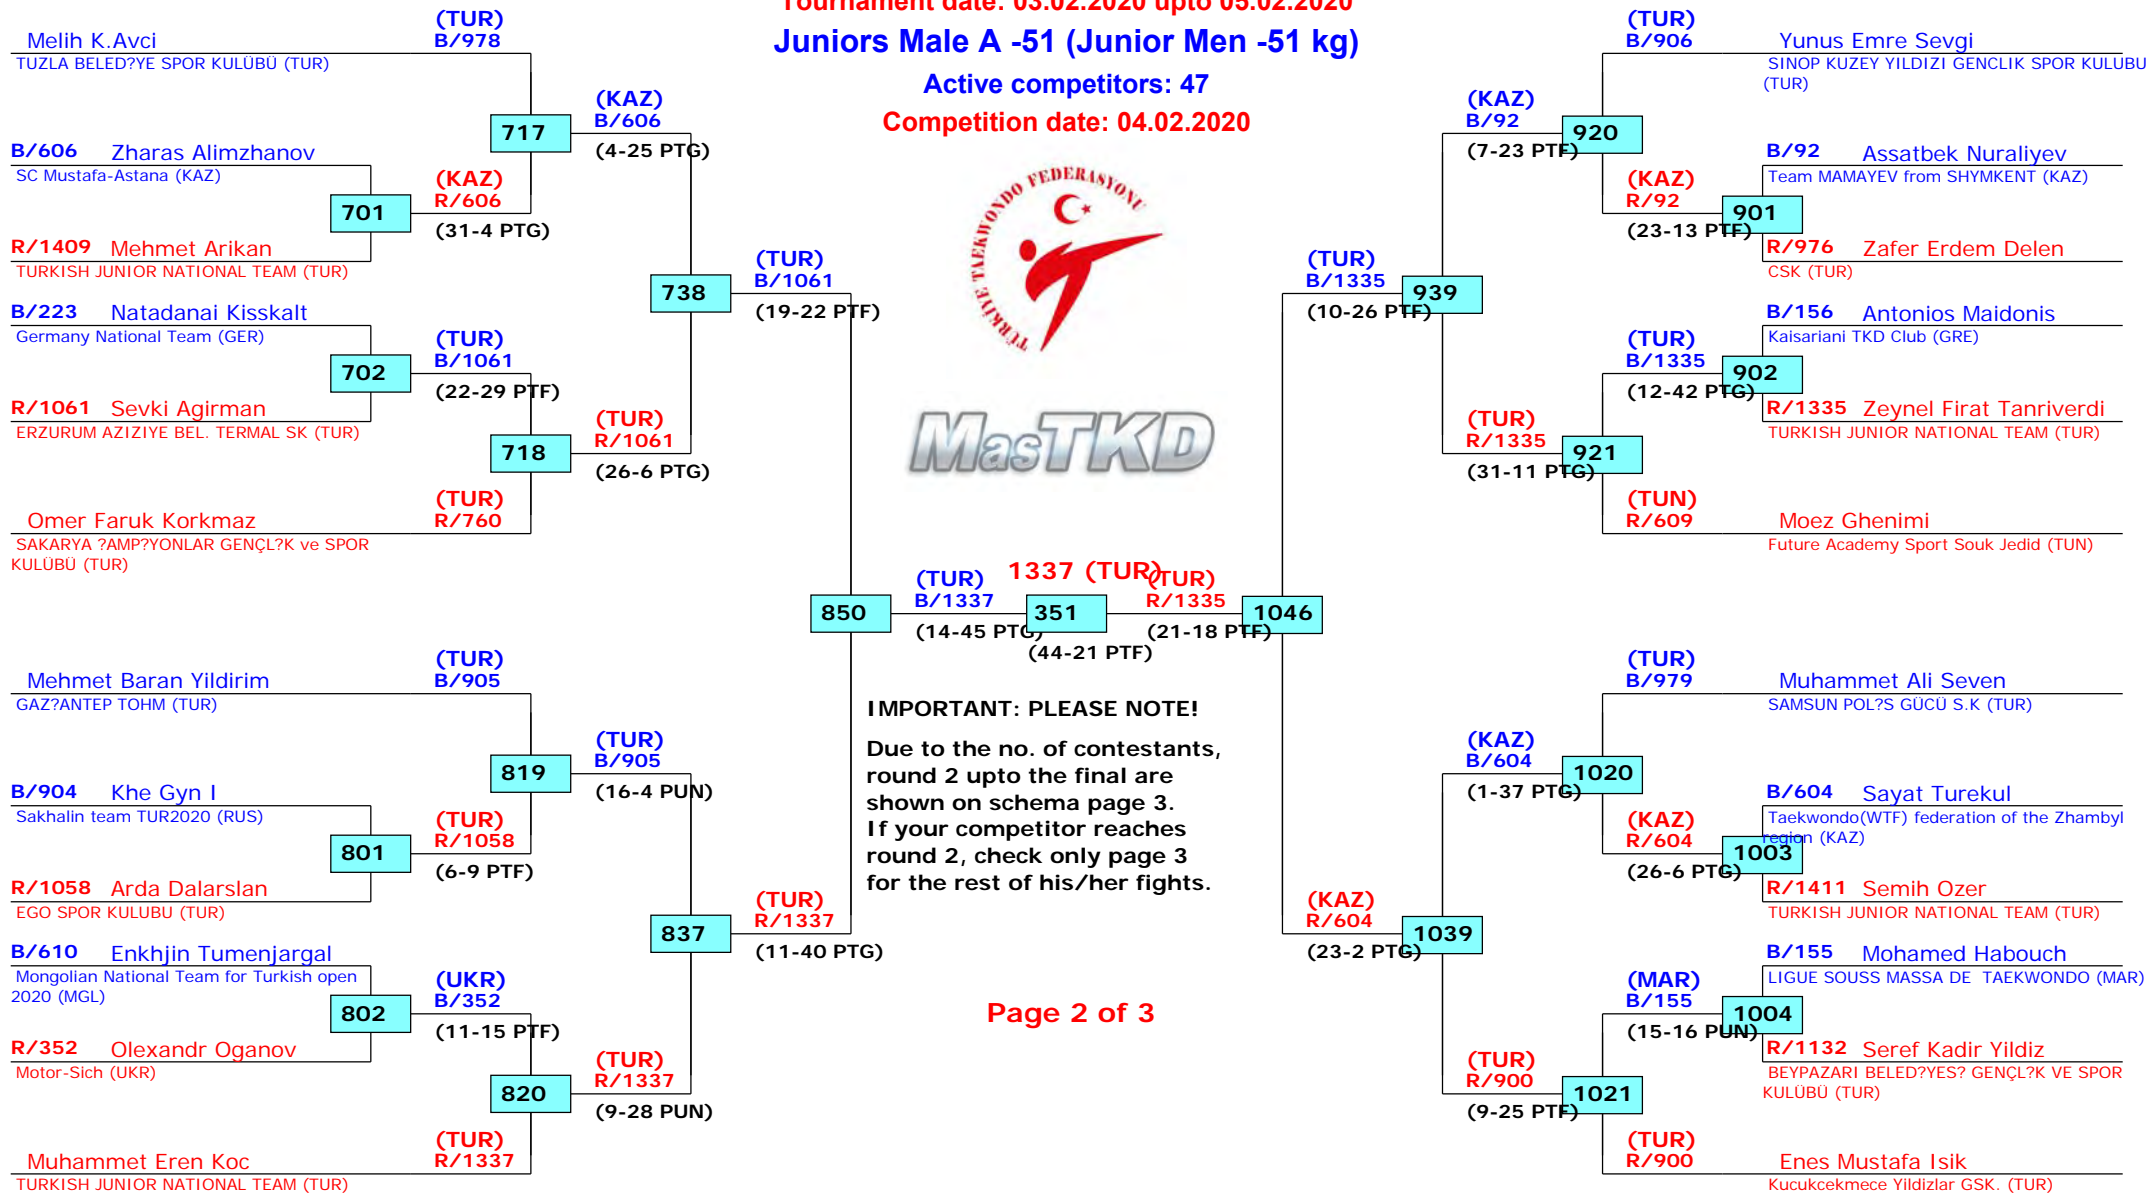 Tournament date: 03.02.2020 upto 05.02.2020
Juniors Male A -51 (Junior Men -51 kg)
Active competitors: 47
Competition date: 04.02.2020
TÜRKİYE TAEKWONDO FEDERASYONU
MasTKD
(TUR)
Melih K.Avci B/978
TUZLA BELED?YE SPOR KULÜBÜ (TUR)
717
(KAZ)
B/606
(4-25 PTG)
B/606 Zharas Alimzhanov
SC Mustafa-Astana (KAZ)
701
(KAZ)
R/606
(31-4 PTG)
R/1409 Mehmet Arikan
TURKISH JUNIOR NATIONAL TEAM (TUR)
738
(TUR)
B/1061
(19-22 PTF)
B/223 Natadanai Kisskalt
Germany National Team (GER)
702
(TUR)
B/1061
(22-29 PTF)
R/1061 Sevki Agirman
ERZURUM AZIZIYE BEL. TERMAL SK (TUR)
718
(TUR)
R/1061
(26-6 PTG)
(TUR)
Omer Faruk Korkmaz R/760
SAKARYA ?AMP?YONLAR GENÇL?K ve SPOR
KULÜBÜ (TUR)
850
(TUR)
B/1337
(14-45 PTG)
1337 (TUR)
351
(44-21 PTF)
(TUR)
R/1335
(21-18 PTF)
1046
(TUR)
Mehmet Baran Yildirim B/905
GAZ?ANTEP TOHM (TUR)
819
(TUR)
B/905
(16-4 PUN)
B/904 Khe Gyn I
Sakhalin team TUR2020 (RUS)
801
(TUR)
R/1058
(6-9 PTF)
R/1058 Arda Dalarslan
EGO SPOR KULUBU (TUR)
837
(TUR)
R/1337
(11-40 PTG)
B/610 Enkhjin Tumenjargal
Mongolian National Team for Turkish open
2020 (MGL)
802
(UKR)
B/352
(11-15 PTF)
R/352 Olexandr Oganov
Motor-Sich (UKR)
820
(TUR)
R/1337
(9-28 PUN)
(TUR)
Muhammet Eren Koc R/1337
TURKISH JUNIOR NATIONAL TEAM (TUR)
IMPORTANT: PLEASE NOTE!
Due to the no. of contestants,
round 2 upto the final are
shown on schema page 3.
If your competitor reaches
round 2, check only page 3
for the rest of his/her fights.
Page 2 of 3
(TUR)
B/906 Yunus Emre Sevgi
SINOP KUZEY YILDIZI GENCLIK SPOR KULUBU
(TUR)
(KAZ)
B/92
(7-23 PTF)
920
B/92 Assatbek Nuraliyev
Team MAMAYEV from SHYMKENT (KAZ)
(KAZ)
R/92
(23-13 PTF)
901
R/976 Zafer Erdem Delen
CSK (TUR)
(TUR)
B/1335
(10-26 PTF)
939
B/156 Antonios Maidonis
Kaisariani TKD Club (GRE)
(TUR)
B/1335
(12-42 PTG)
902
R/1335 Zeynel Firat Tanriverdi
TURKISH JUNIOR NATIONAL TEAM (TUR)
(TUR)
R/1335
(31-11 PTG)
921
(TUN)
R/609 Moez Ghenimi
Future Academy Sport Souk Jedid (TUN)
(TUR)
B/979 Muhammet Ali Seven
SAMSUN POL?S GÜCÜ S.K (TUR)
(KAZ)
B/604
(1-37 PTG)
1020
B/604 Sayat Turekul
Taekwondo(WTF) federation of the Zhambyl
region (KAZ)
(KAZ)
R/604
(26-6 PTG)
1003
R/1411 Semih Ozer
TURKISH JUNIOR NATIONAL TEAM (TUR)
(KAZ)
R/604
(23-2 PTG)
1039
B/155 Mohamed Habouch
LIGUE SOUSS MASSA DE TAEKWONDO (MAR)
(MAR)
B/155
(15-16 PUN)
1004
R/1132 Seref Kadir Yildiz
BEYPAZARI BELED?YES? GENÇL?K VE SPOR
KULÜBÜ (TUR)
(TUR)
R/900
(9-25 PTF)
1021
(TUR)
R/900 Enes Mustafa Isik
Kucukcekmece Yildizlar GSK. (TUR)